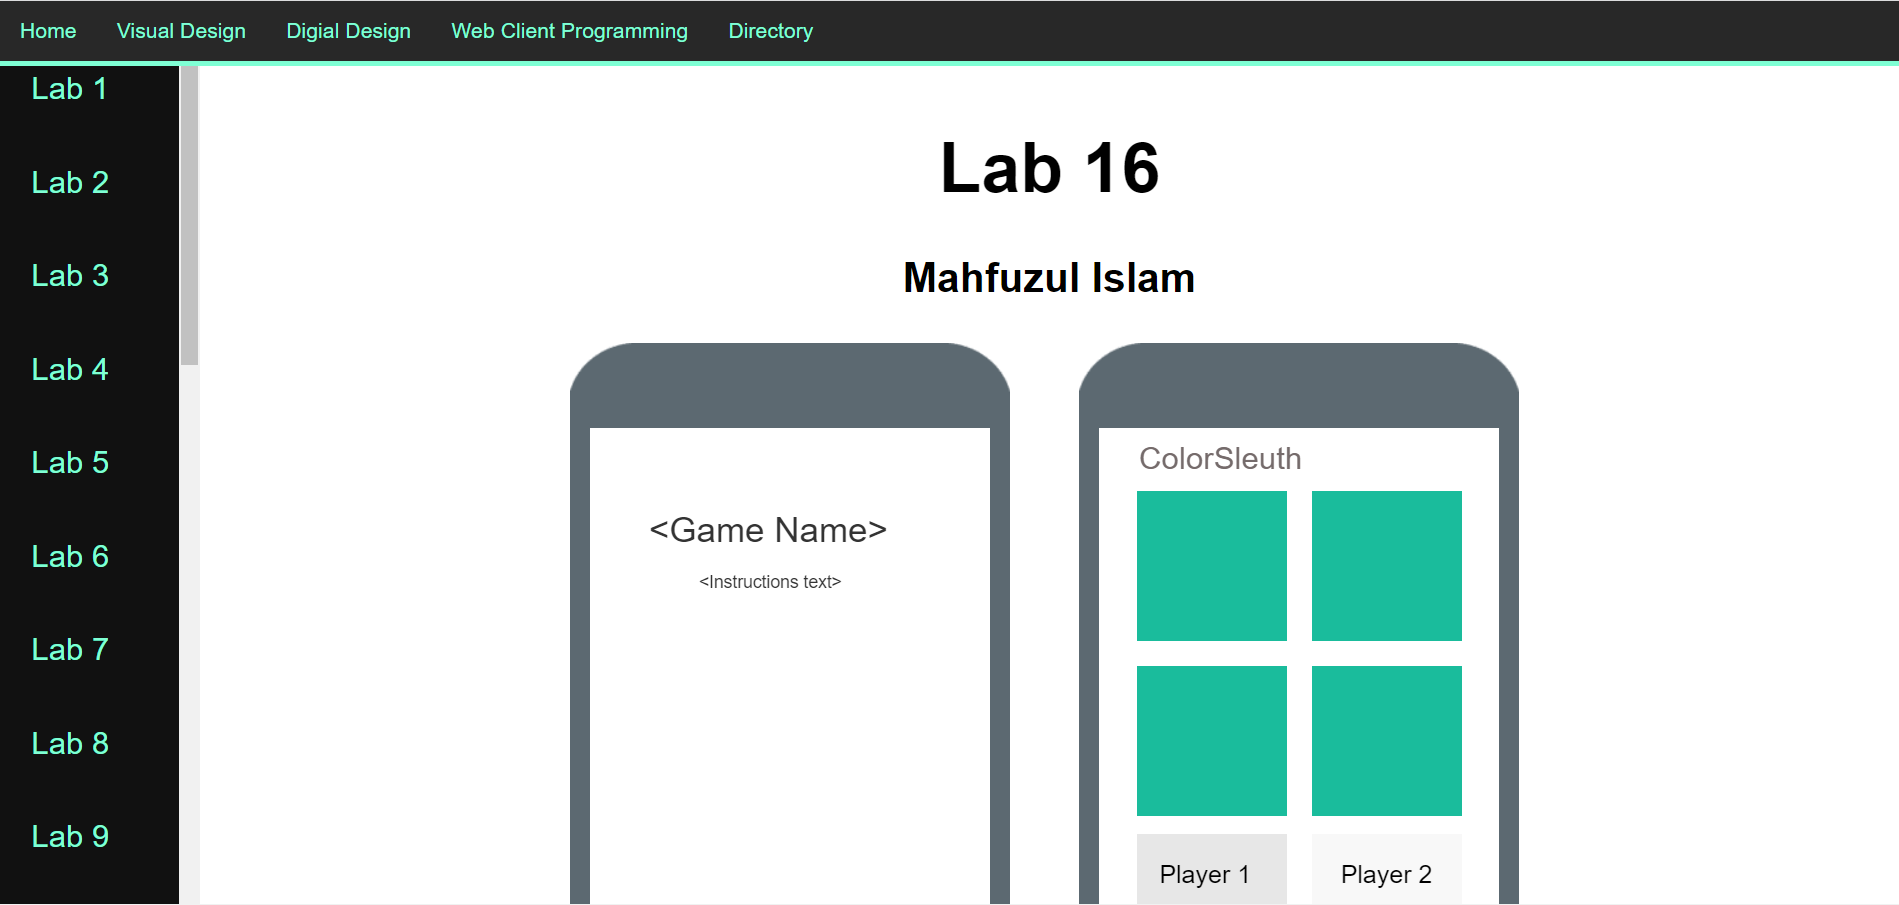 Home Visual Design Digial Design Web Client Programming Directory
Lab 1
Lab 2
Lab 3
Lab 4
Lab 5
Lab 6
Lab 7
Lab 8
Lab 9
Lab 16
Mahfuzul Islam
<Game Name>
<Instructions text>
ColorSleuth
Player 1 Player 2